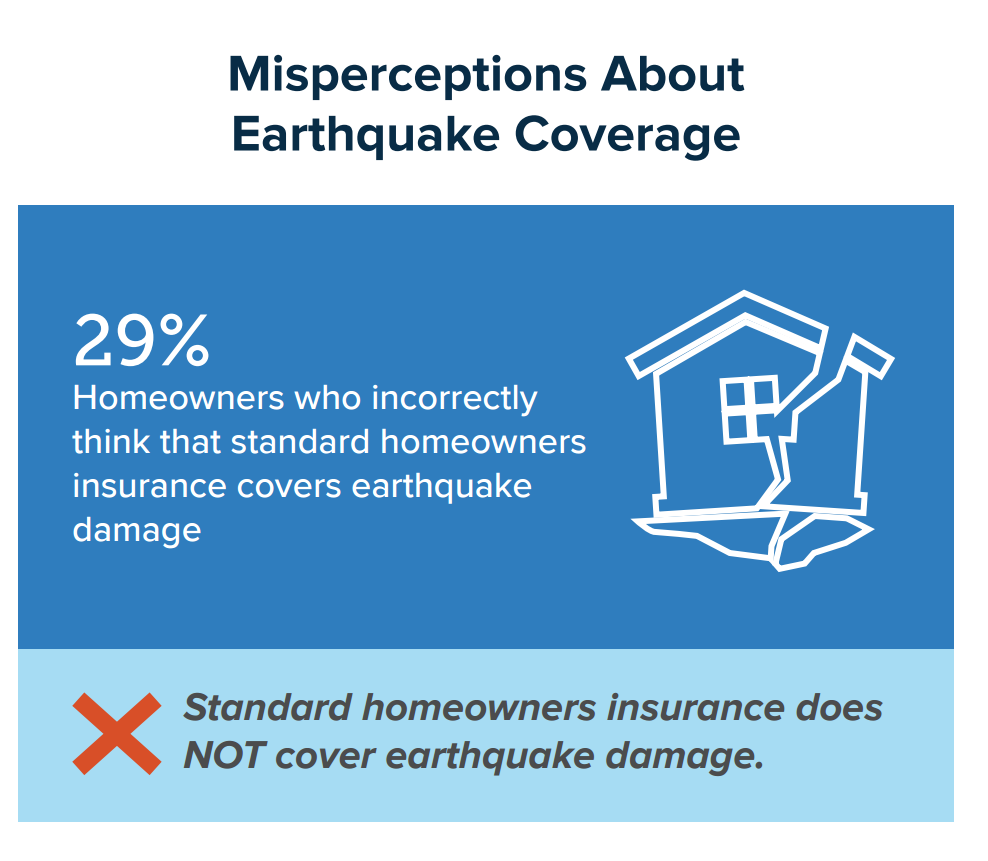 Misperceptions About
Earthquake Coverage
29%
Homeowners who incorrectly
think that standard homeowners
insurance covers earthquake
damage
Standard homeowners insurance does
NOT cover earthquake damage.